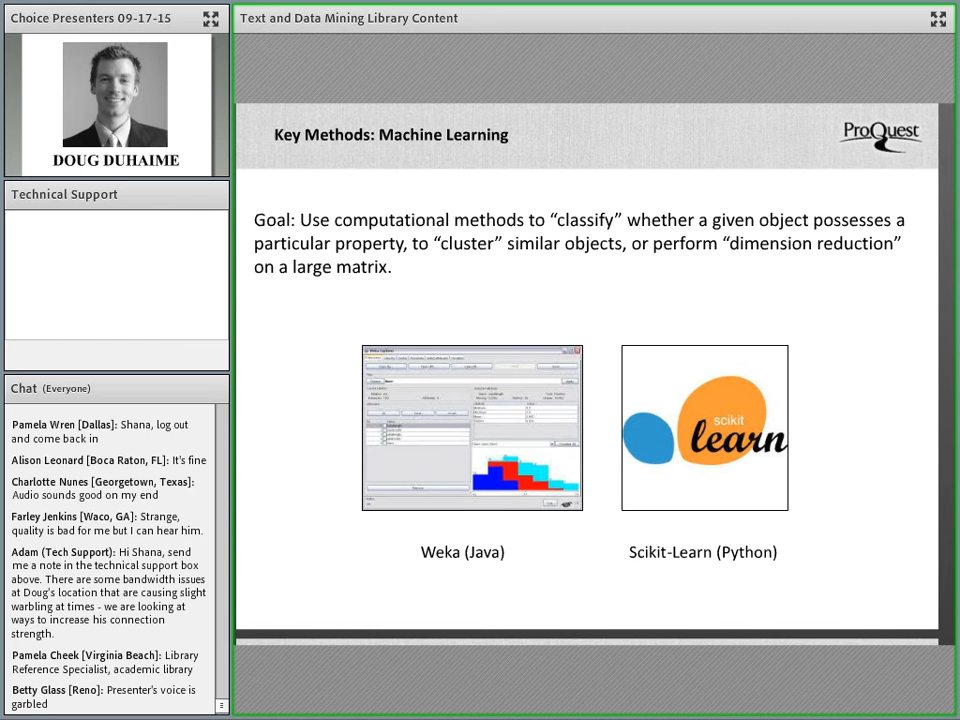 Choice Presenters 09-17-15
DOUG DUHAIME
Technical Support
Chat (Everyone)
Pamela Wren [Dallas]: Shana, log out
and come back in
Alison Leonard [Boca Raton, FL]: It's fine
Charlotte Nunes [Georgetown, Texas]:
Audio sounds good on my end
Farley Jenkins [Waco, GA]: Strange,
quality is bad for me but I can hear him.
Adam (Tech Support): Hi Shana, send
me a note in the technical support box
above. There are some bandwidth issues
at Doug's location that are causing slight
warbling at times - we are looking at
ways to increase his connection
strength.
Pamela Cheek [Virginia Beach]: Library
Reference Specialist, academic library
Betty Glass [Reno]: Presenter's voice is
garbled
Text and Data Mining Library Content
Key Methods: Machine Learning
ProQuest
Goal: Use computational methods to “classify” whether a given object possesses a
particular property, to “cluster” similar objects, or perform “dimension reduction”
on a large matrix.
scikit
learn
Weka (Java)
Scikit-Learn (Python)